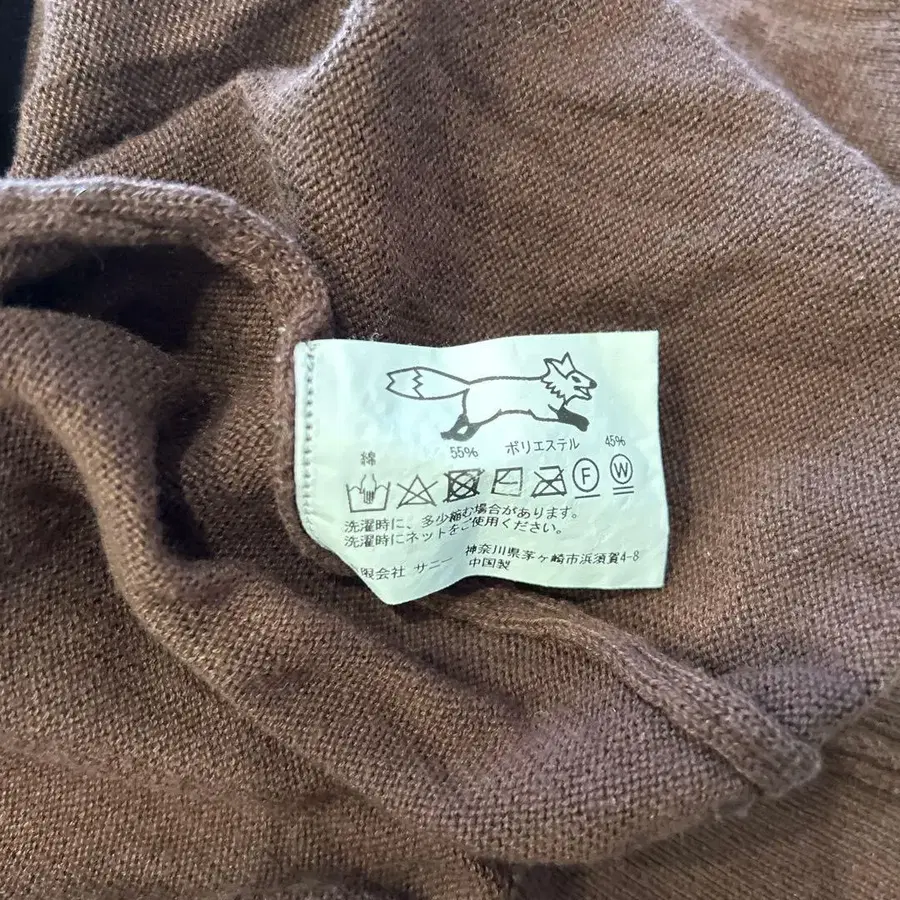 綿 55% ポリエステル 45%
F W
洗濯時に、多少縮む場合があります。
洗濯時にネットをご使用ください。
限会社 サニー 神奈川県茅ヶ崎市浜須賀4-8
中国製